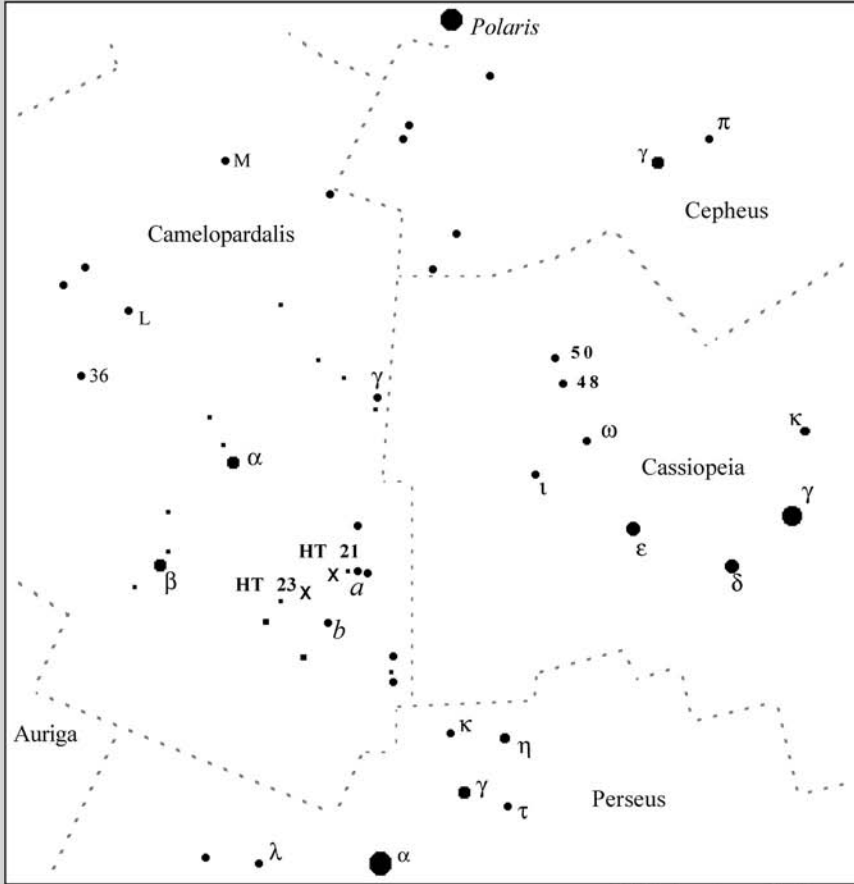 Polaris
π
γ
M
Cepheus
Camelopardalis
L
50
36
γ
48
κ
ω
α
Cassiopeia
ι
γ
HT 21
ε
β
HT 23
a
δ
b
Auriga
κ
η
γ
Perseus
τ
λ
α